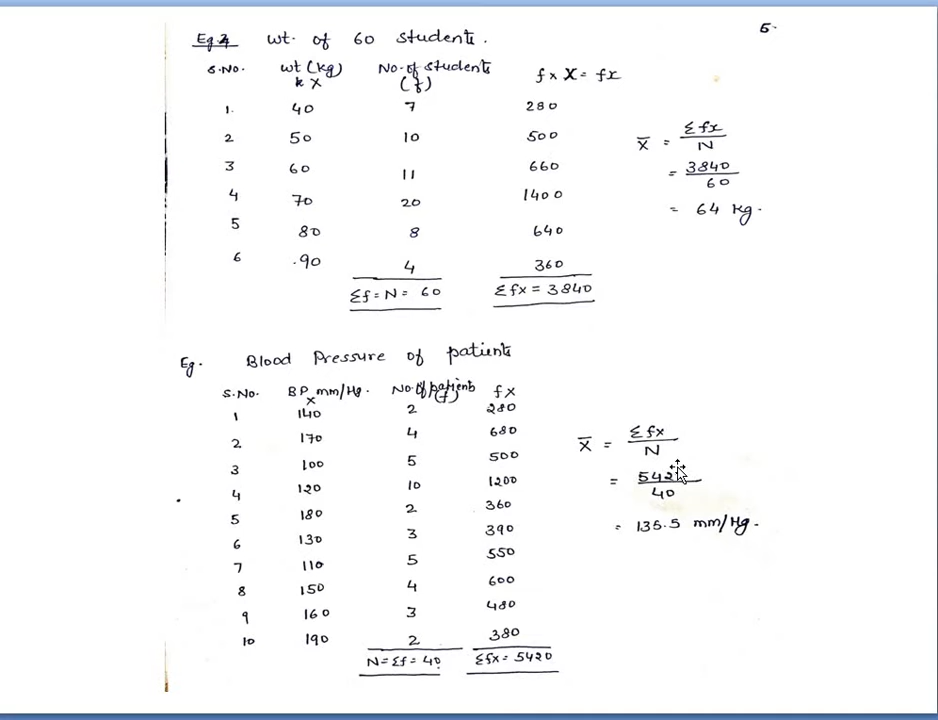 5.
Eg. wt. of 60 students.
S.No. wt (kg) No. of students f x X = fx
X (f)
1. 40 7 280
2 50 10 500
3 60 11 660
4 70 20 1400
5 80 8 640
6 .90 4 360
Σf = N = 60 Σfx = 3840
X̄ = Σfx / N
= 3840 / 60
= 64 Kg.
Eg. Blood Pressure of patients
S.No. BP mm/Hg. No. of patients fx
X (f)
1 140 2 280
2 170 4 680
3 100 5 500
4 120 10 1200
5 180 2 360
6 130 3 390
7 110 5 550
8 150 4 600
9 160 3 480
10 190 2 380
N = Σf = 40 Σfx = 5420
X̄ = Σfx / N
= 542 / 40
= 135.5 mm/Hg.